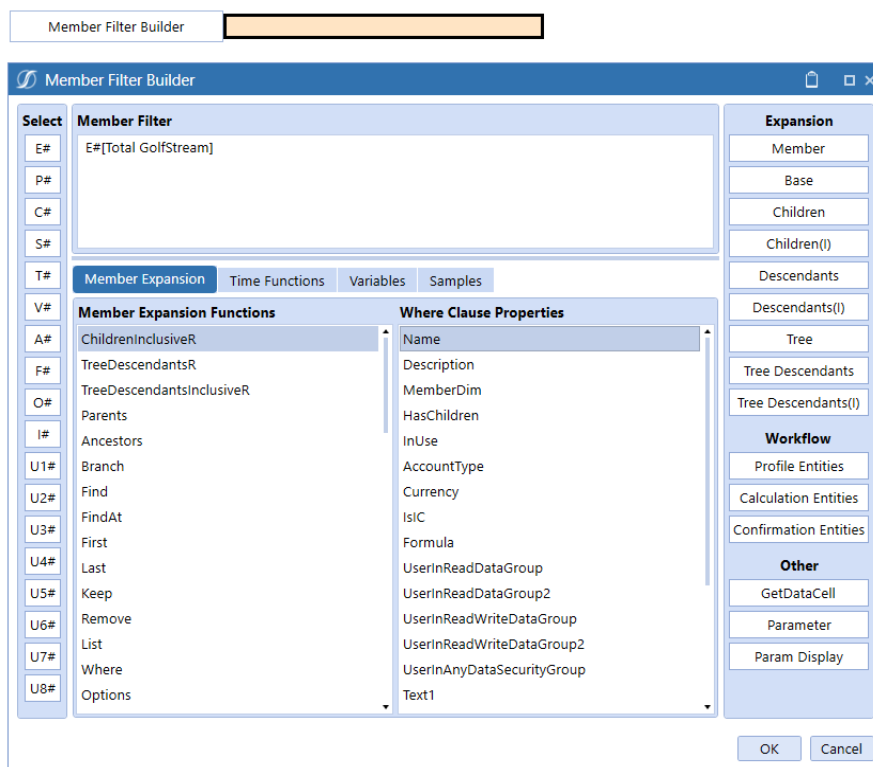 Member Filter Builder
Member Filter Builder
Select
E#
P#
C#
S#
T#
V#
A#
F#
O#
I#
U1#
U2#
U3#
U4#
U5#
U6#
U7#
U8#
Member Filter
E#[Total GolfStream]
Member Expansion Time Functions Variables Samples
Member Expansion Functions
ChildrenInclusiveR
TreeDescendantsR
TreeDescendantsInclusiveR
Parents
Ancestors
Branch
Find
FindAt
First
Last
Keep
Remove
List
Where
Options
Where Clause Properties
Name
Description
MemberDim
HasChildren
InUse
AccountType
Currency
IsIC
Formula
UserInReadDataGroup
UserInReadDataGroup2
UserInReadWriteDataGroup
UserInReadWriteDataGroup2
UserInAnyDataSecurityGroup
Text1
Expansion
Member
Base
Children
Children(I)
Descendants
Descendants(I)
Tree
Tree Descendants
Tree Descendants(I)
Workflow
Profile Entities
Calculation Entities
Confirmation Entities
Other
GetDataCell
Parameter
Param Display
OK Cancel